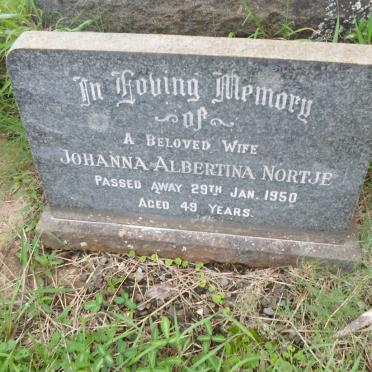 In Loving Memory
of
A BELOVED WIFE
JOHANNA ALBERTINA NORTJE
PASSED AWAY 29TH JAN. 1950
AGED 49 YEARS.